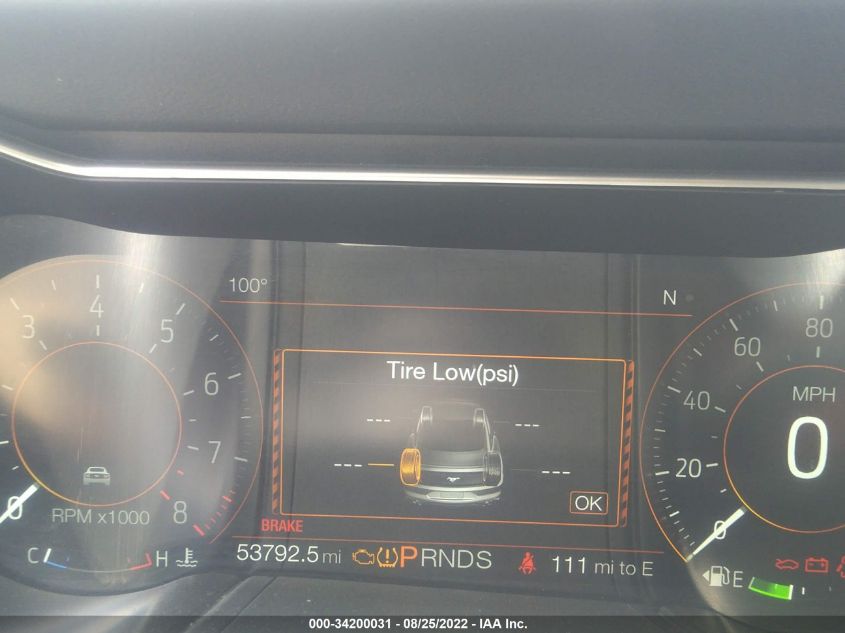 100°
N
3
4
5
6
7
8
0
RPM x1000
Tire Low(psi)
---
---
---
---
OK
80
60
40
20
0
MPH
0
BRAKE
C
H
53792.5 mi
PRNDS
111 mi to E
E
000-34200031 - 08/25/2022 - IAA Inc.